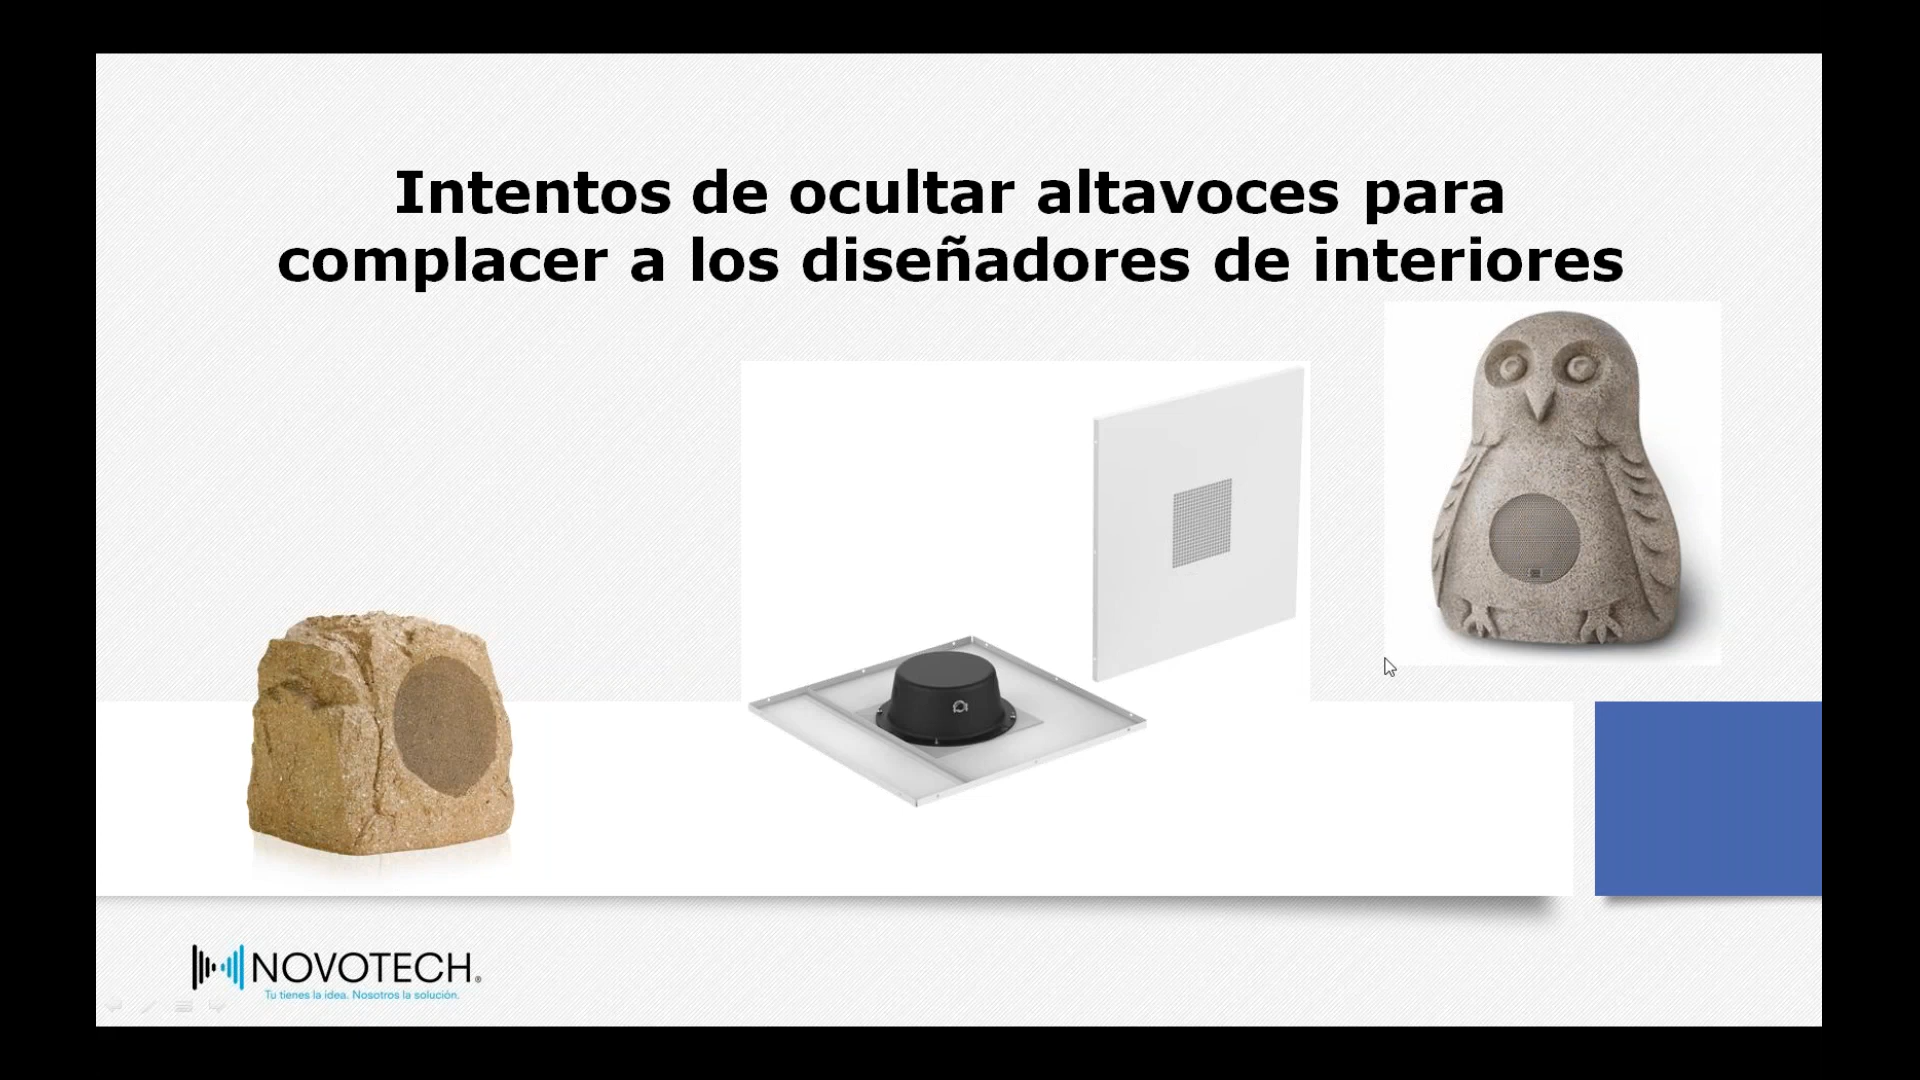 Intentos de ocultar altavoces para
complacer a los diseñadores de interiores
NOVOTECH®
Tu tienes la idea. Nosotros la solución.